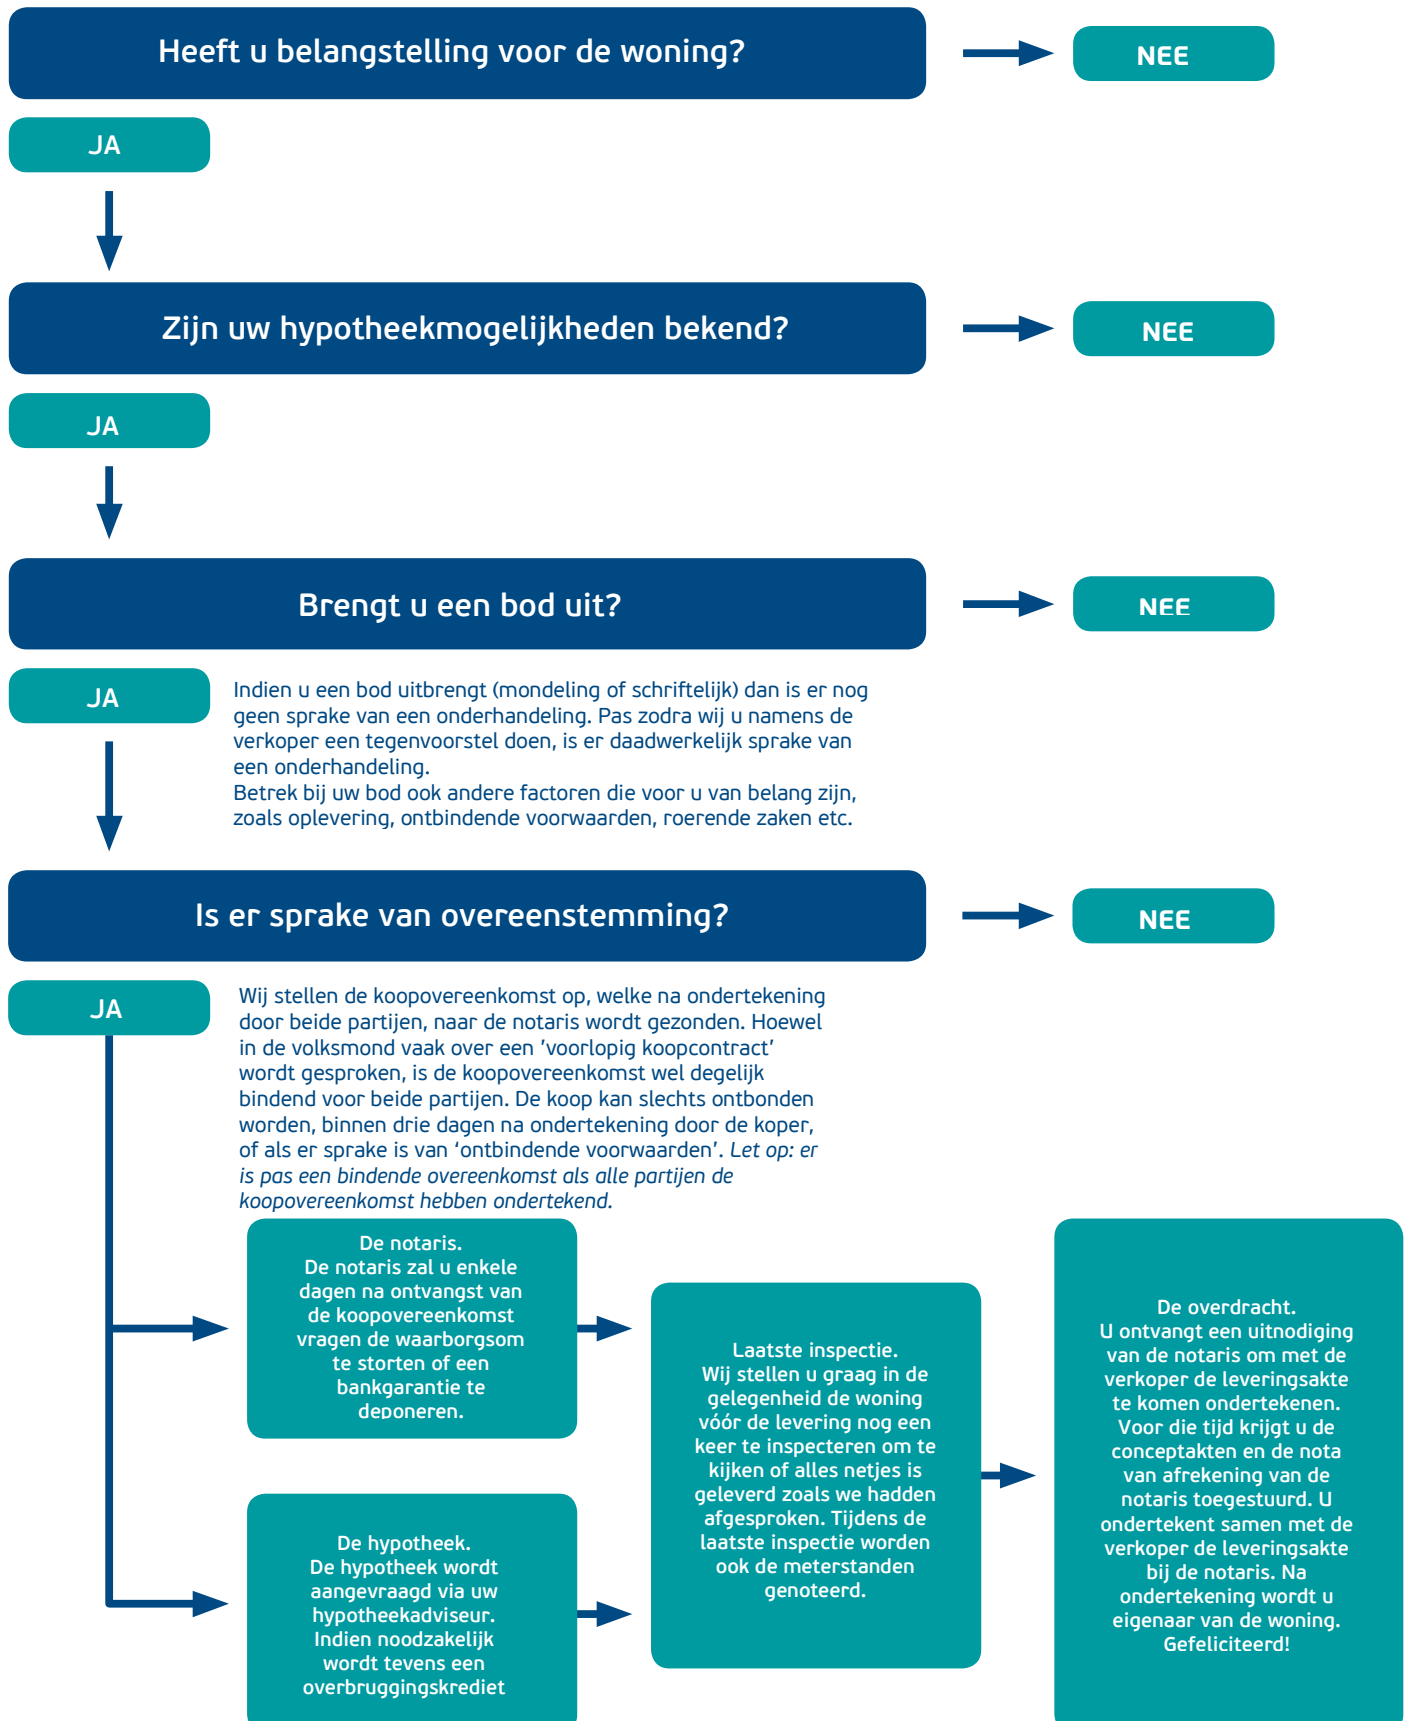 Heeft u belangstelling voor de woning?
NEE
JA
Zijn uw hypotheekmogelijkheden bekend?
NEE
JA
Brengt u een bod uit?
NEE
JA
Indien u een bod uitbrengt (mondeling of schriftelijk) dan is er nog
geen sprake van een onderhandeling. Pas zodra wij u namens de
verkoper een tegenvoorstel doen, is er daadwerkelijk sprake van
een onderhandeling.
Betrek bij uw bod ook andere factoren die voor u van belang zijn,
zoals oplevering, ontbindende voorwaarden, roerende zaken etc.
Is er sprake van overeenstemming?
NEE
JA
Wij stellen de koopovereenkomst op, welke na ondertekening
door beide partijen, naar de notaris wordt gezonden. Hoewel
in de volksmond vaak over een ’voorlopig koopcontract’
wordt gesproken, is de koopovereenkomst wel degelijk
bindend voor beide partijen. De koop kan slechts ontbonden
worden, binnen drie dagen na ondertekening door de koper,
of als er sprake is van ‘ontbindende voorwaarden’. Let op: er
is pas een bindende overeenkomst als alle partijen de
koopovereenkomst hebben ondertekend.
De notaris.
De notaris zal u enkele
dagen na ontvangst van
de koopovereenkomst
vragen de waarborgsom
te storten of een
bankgarantie te
deponeren.
De hypotheek.
De hypotheek wordt
aangevraagd via uw
hypotheekadviseur.
Indien noodzakelijk
wordt tevens een
overbruggingskrediet
Laatste inspectie.
Wij stellen u graag in de
gelegenheid de woning
vóór de levering nog een
keer te inspecteren om te
kijken of alles netjes is
geleverd zoals we hadden
afgesproken. Tijdens de
laatste inspectie worden
ook de meterstanden
genoteerd.
De overdracht.
U ontvangt een uitnodiging
van de notaris om met de
verkoper de leveringsakte
te komen ondertekenen.
Voor die tijd krijgt u de
conceptakten en de nota
van afrekening van de
notaris toegestuurd. U
ondertekent samen met de
verkoper de leveringsakte
bij de notaris. Na
ondertekening wordt u
eigenaar van de woning.
Gefeliciteerd!